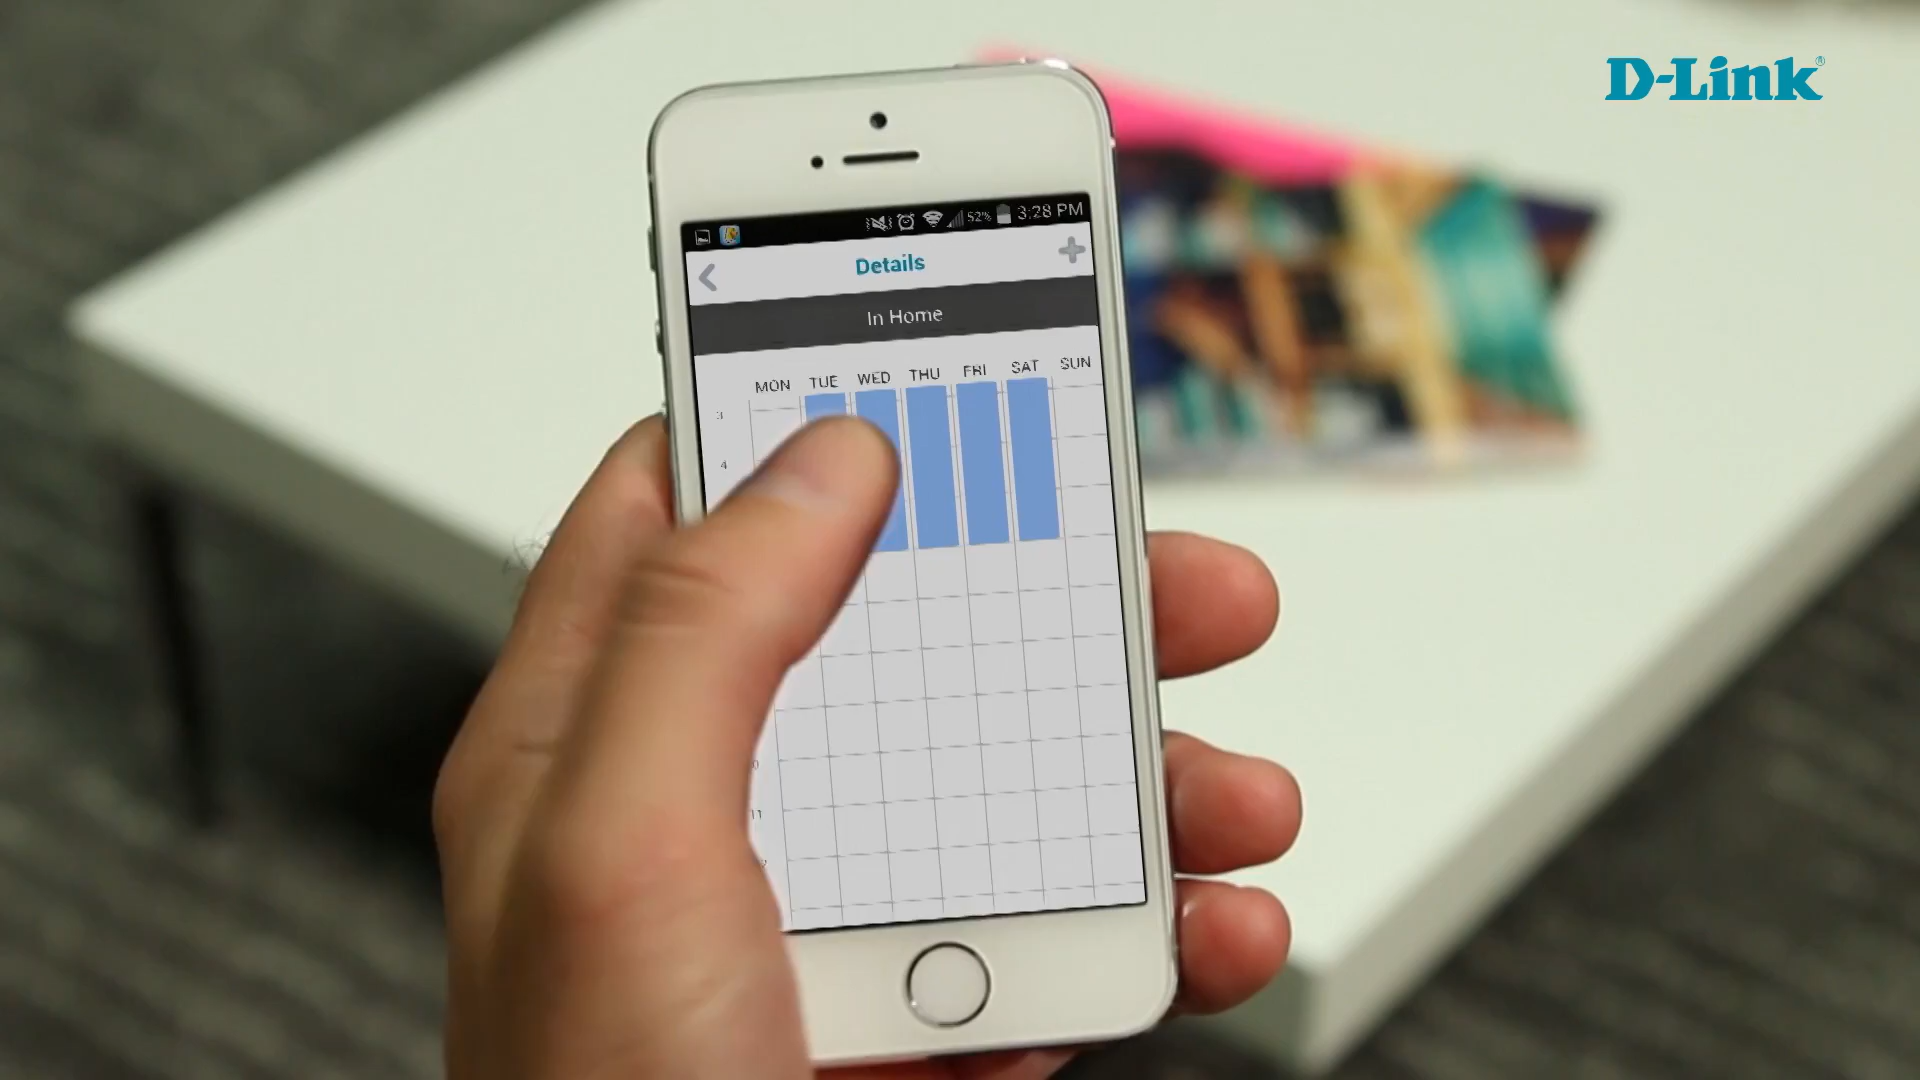 D-Link®
52% 3:28 PM
Details
In Home
MON TUE WED THU FRI SAT SUN
3
4
11